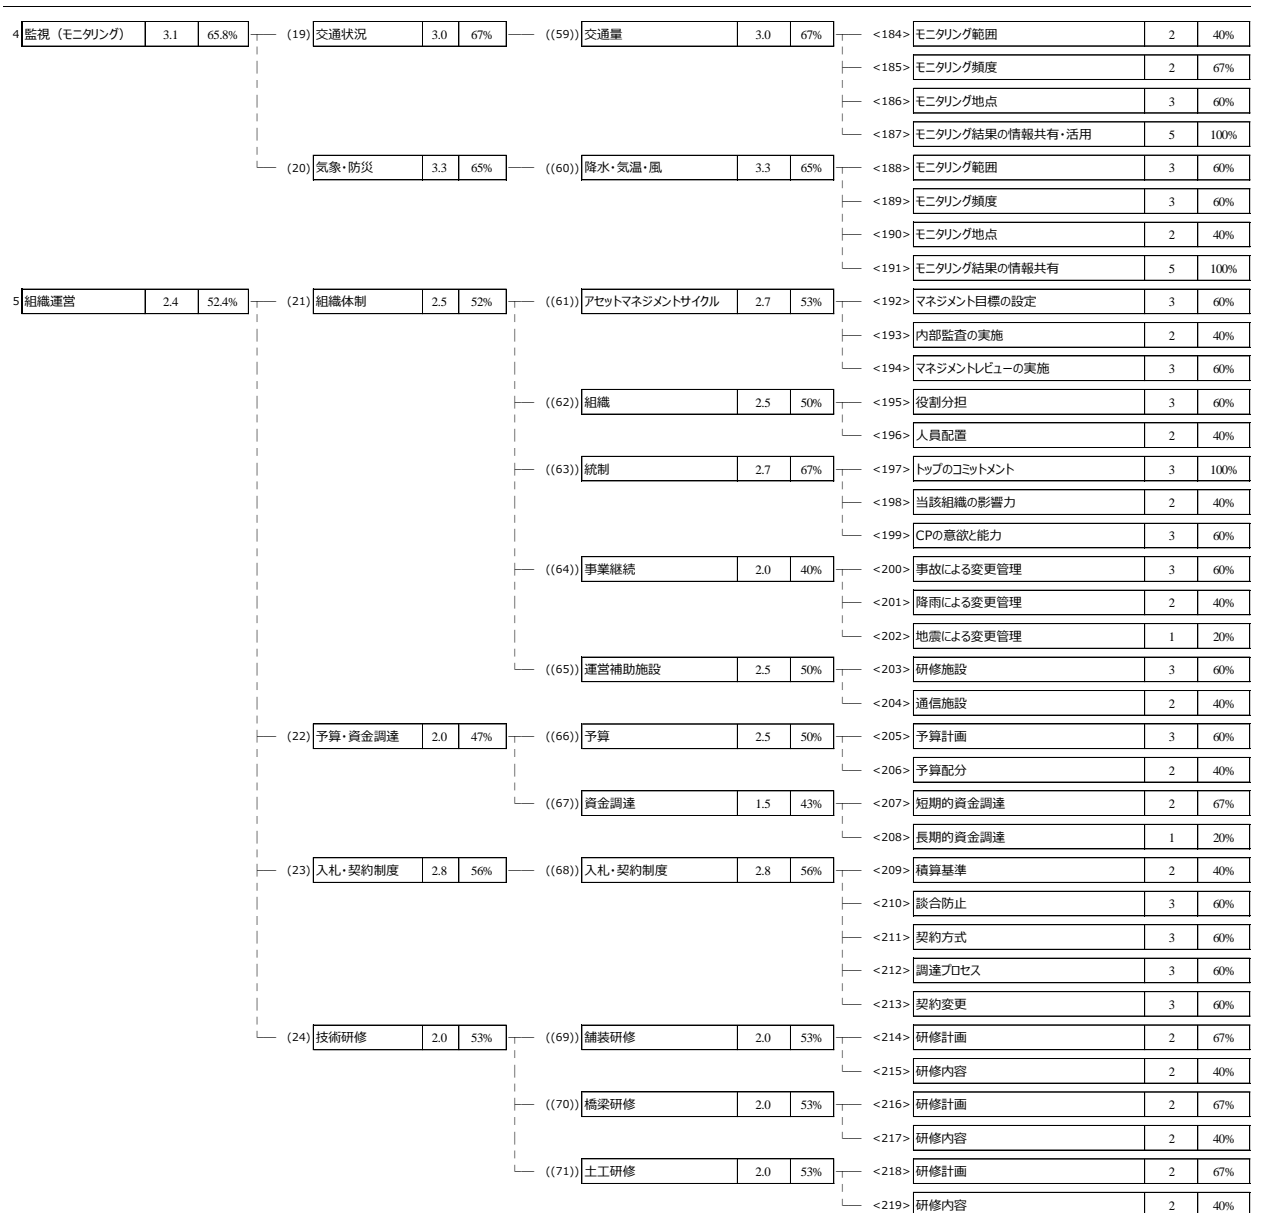 4 監視（モニタリング） 3.1 65.8% (19) 交通状況 3.0 67% ((59)) 交通量 3.0 67% <184> モニタリング範囲 2 40%
<185> モニタリング頻度 2 67%
<186> モニタリング地点 3 60%
<187> モニタリング結果の情報共有・活用 5 100%
(20) 気象・防災 3.3 65% ((60)) 降水・気温・風 3.3 65% <188> モニタリング範囲 3 60%
<189> モニタリング頻度 3 60%
<190> モニタリング地点 2 40%
<191> モニタリング結果の情報共有 5 100%
5 組織運営 2.4 52.4% (21) 組織体制 2.5 52% ((61)) アセットマネジメントサイクル 2.7 53% <192> マネジメント目標の設定 3 60%
<193> 内部監査の実施 2 40%
<194> マネジメントレビューの実施 3 60%
((62)) 組織 2.5 50% <195> 役割分担 3 60%
<196> 人員配置 2 40%
((63)) 統制 2.7 67% <197> トップのコミットメント 3 100%
<198> 当該組織の影響力 2 40%
<199> CPの意欲と能力 3 60%
((64)) 事業継続 2.0 40% <200> 事故による変更管理 3 60%
<201> 降雨による変更管理 2 40%
<202> 地震による変更管理 1 20%
((65)) 運営補助施設 2.5 50% <203> 研修施設 3 60%
<204> 通信施設 2 40%
(22) 予算・資金調達 2.0 47% ((66)) 予算 2.5 50% <205> 予算計画 3 60%
<206> 予算配分 2 40%
((67)) 資金調達 1.5 43% <207> 短期的資金調達 2 67%
<208> 長期的資金調達 1 20%
(23) 入札・契約制度 2.8 56% ((68)) 入札・契約制度 2.8 56% <209> 積算基準 2 40%
<210> 談合防止 3 60%
<211> 契約方式 3 60%
<212> 調達プロセス 3 60%
<213> 契約変更 3 60%
(24) 技術研修 2.0 53% ((69)) 舗装研修 2.0 53% <214> 研修計画 2 67%
<215> 研修内容 2 40%
((70)) 橋梁研修 2.0 53% <216> 研修計画 2 67%
<217> 研修内容 2 40%
((71)) 土工研修 2.0 53% <218> 研修計画 2 67%
<219> 研修内容 2 40%